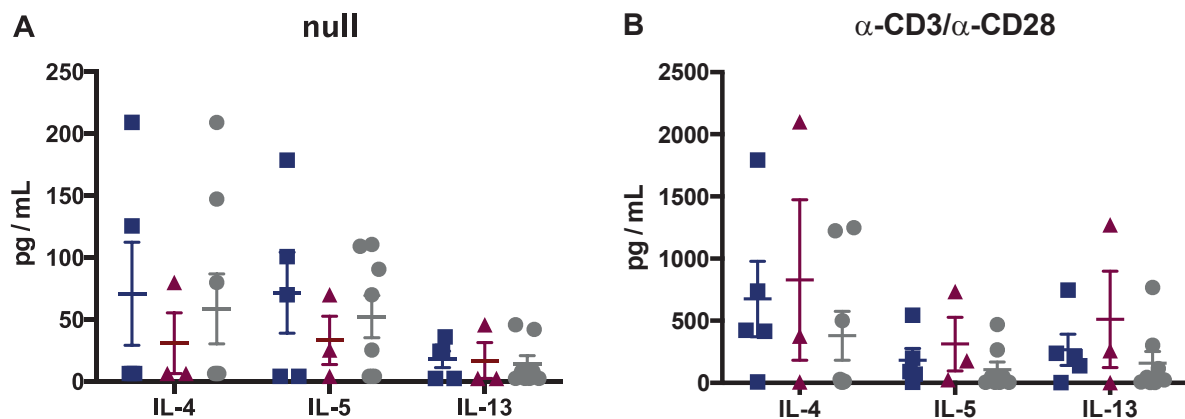 A
null
250
200
150
100
50
0
pg / mL
IL-4
IL-5
IL-13
B
α-CD3/α-CD28
2500
2000
1500
1000
500
0
pg / mL
IL-4
IL-5
IL-13